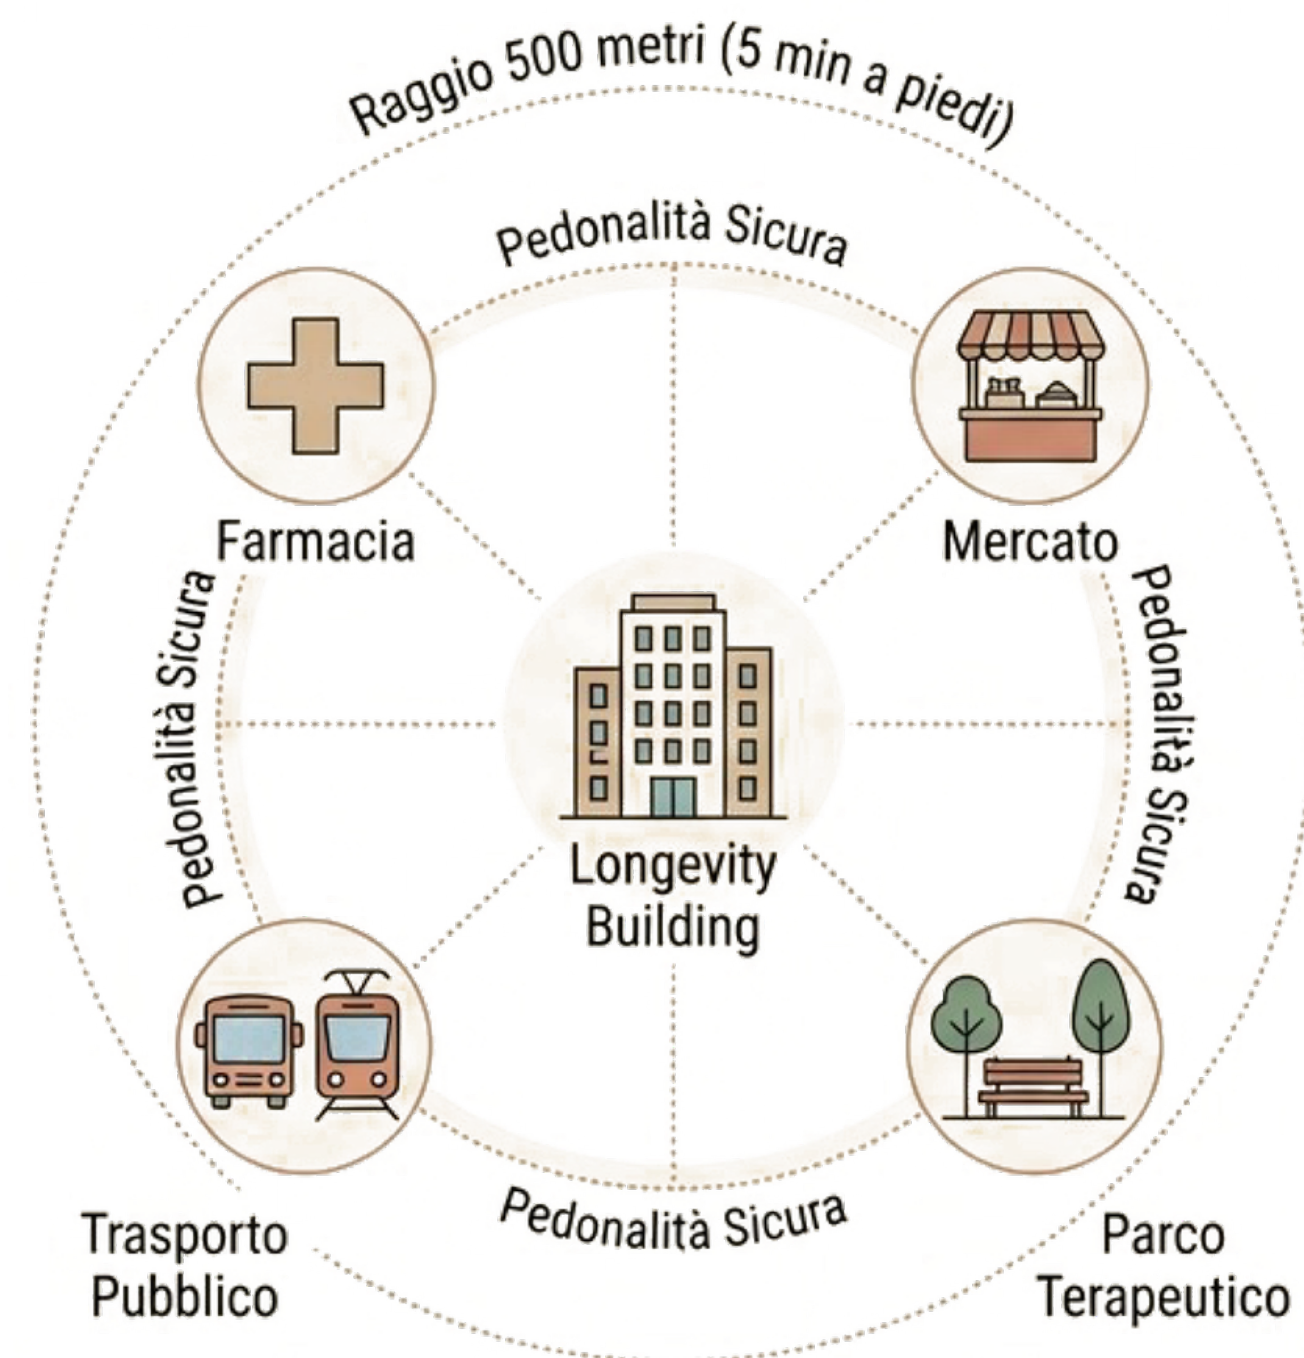 Raggio 500 metri (5 min a piedi)
Pedonalità Sicura
Farmacia
Mercato
Pedonalità Sicura
Pedonalità Sicura
Longevity
Building
Pedonalità Sicura
Trasporto
Pubblico
Parco
Terapeutico